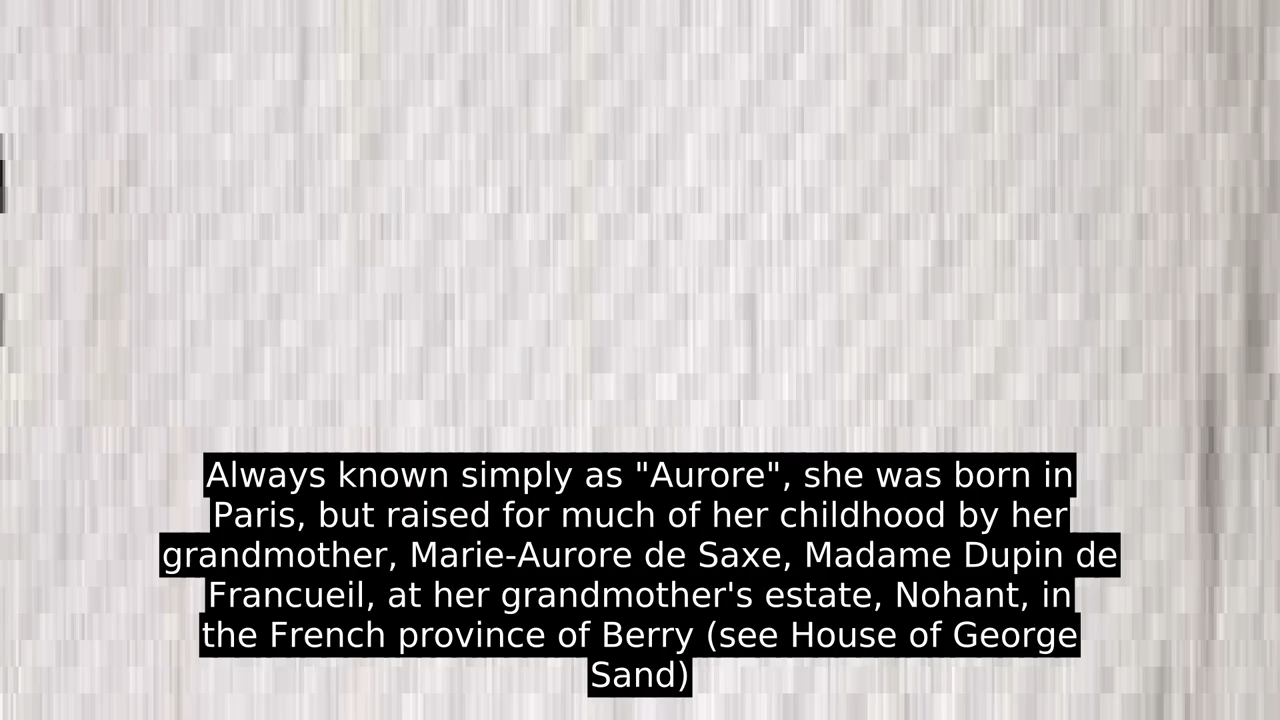 Always known simply as "Aurore", she was born in
Paris, but raised for much of her childhood by her
grandmother, Marie-Aurore de Saxe, Madame Dupin de
Francueil, at her grandmother's estate, Nohant, in
the French province of Berry (see House of George
Sand)